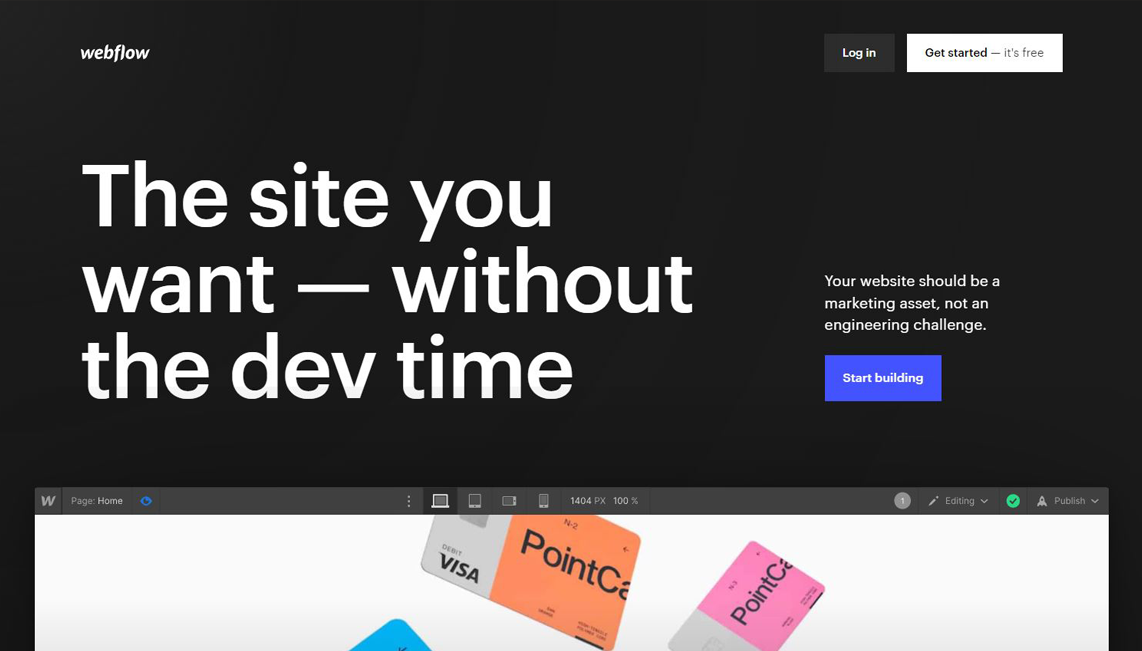 webflow
Log in
Get started — it's free
The site you
want — without
the dev time
Your website should be a
marketing asset, not an
engineering challenge.
Start building
W
Page: Home
1404 PX 100 %
1
Editing
Publish
N-2
PointCa
DEBIT
VISA
N-3
PointCa